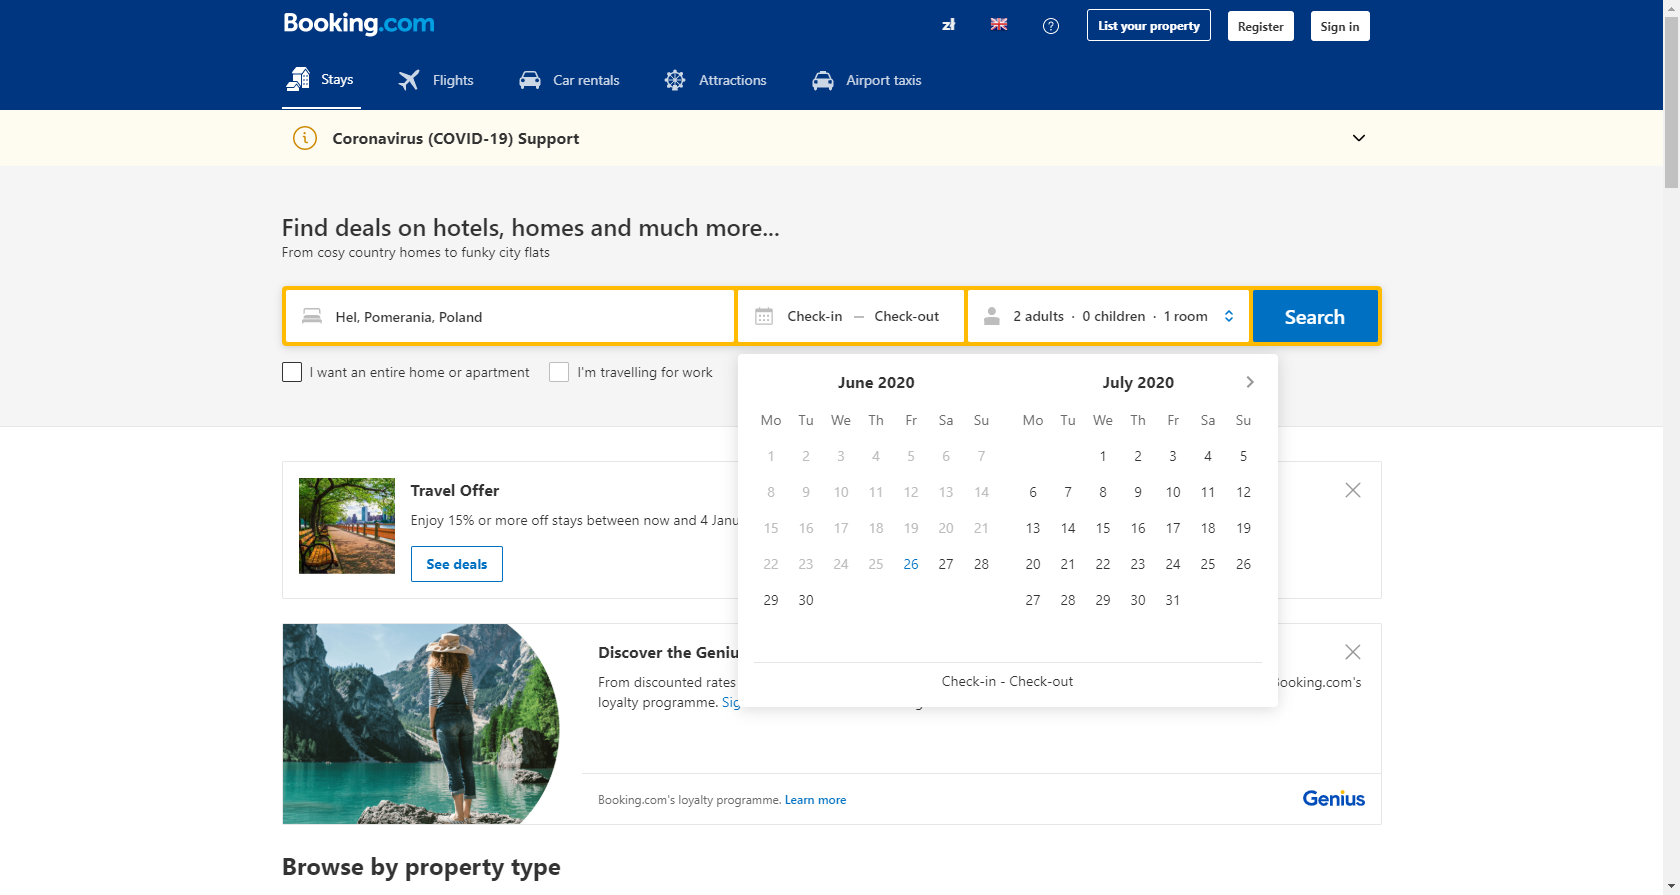 Booking.com
zł
List your property
Register
Sign in
Stays
Flights
Car rentals
Attractions
Airport taxis
Coronavirus (COVID-19) Support
Find deals on hotels, homes and much more...
From cosy country homes to funky city flats
Hel, Pomerania, Poland
Check-in — Check-out
2 adults · 0 children · 1 room
Search
I want an entire home or apartment
I'm travelling for work
June 2020
Mo Tu We Th Fr Sa Su
1 2 3 4 5 6 7
8 9 10 11 12 13 14
15 16 17 18 19 20 21
22 23 24 25 26 27 28
29 30
July 2020
Mo Tu We Th Fr Sa Su
1 2 3 4 5
6 7 8 9 10 11 12
13 14 15 16 17 18 19
20 21 22 23 24 25 26
27 28 29 30 31
Check-in - Check-out
Travel Offer
Enjoy 15% or more off stays between now and 4 Janu
See deals
Discover the Geniu
From discounted rates
Booking.com's
loyalty programme. Sig
Booking.com's loyalty programme. Learn more
Genius
Browse by property type